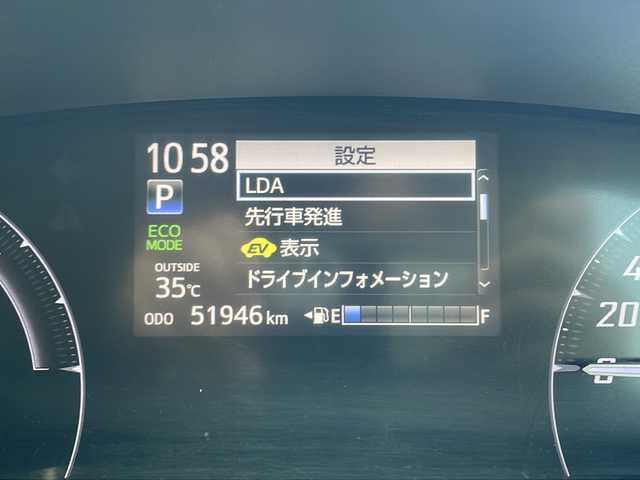 10 58
設定
LDA
P
先行車発進
ECO
MODE
EV 表示
OUTSIDE
35℃
ドライブインフォメーション
ODO 51946 km
E F
4
20
0